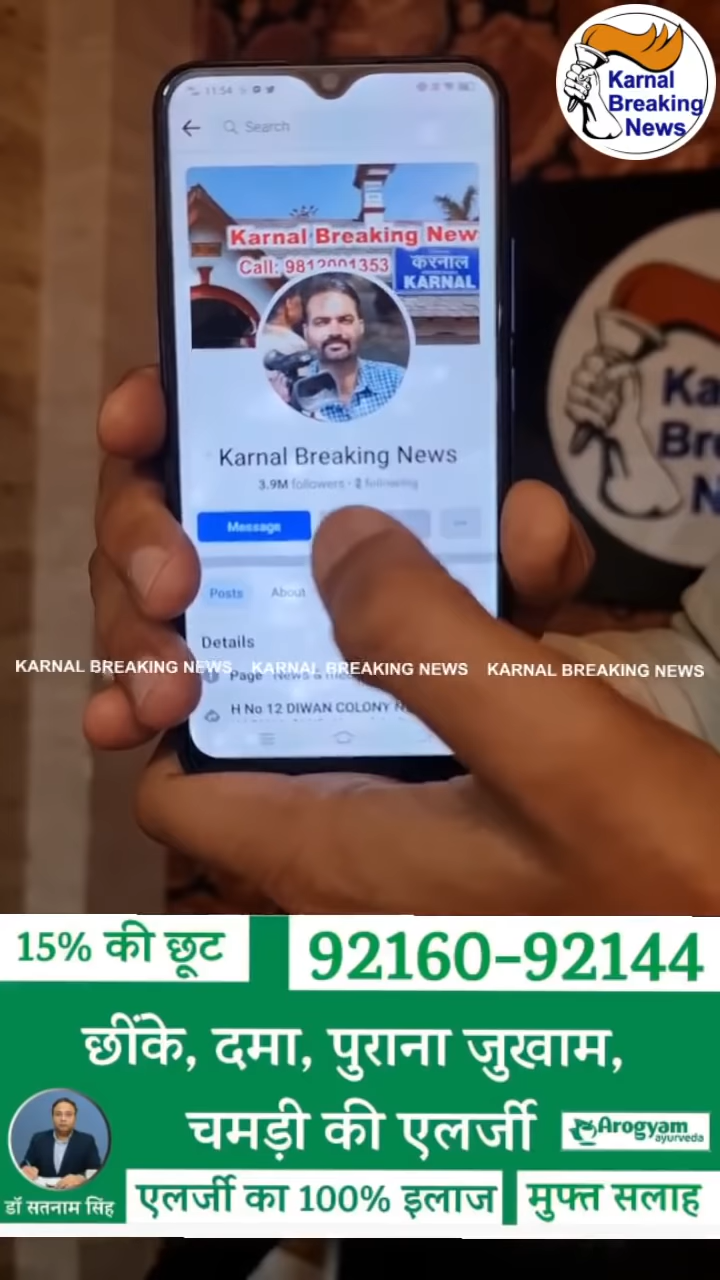 Karnal
Breaking
News
11:54
Search
Karnal Breaking New
Call: 9812001353
करनाल
KARNAL
Karnal Breaking News
3.9M followers · 2 following
Message
Posts About
Details
Page
H No 12 DIWAN COLONY
KARNAL BREAKING NEWS KARNAL BREAKING NEWS KARNAL BREAKING NEWS
Ka
Bre
N
15% की छूट
92160-92144
छींके, दमा, पुराना जुखाम,
चमड़ी की एलर्जी
Arogyam
ayurveda
डॉ सतनाम सिंह
एलर्जी का 100% इलाज
मुफ्त सलाह